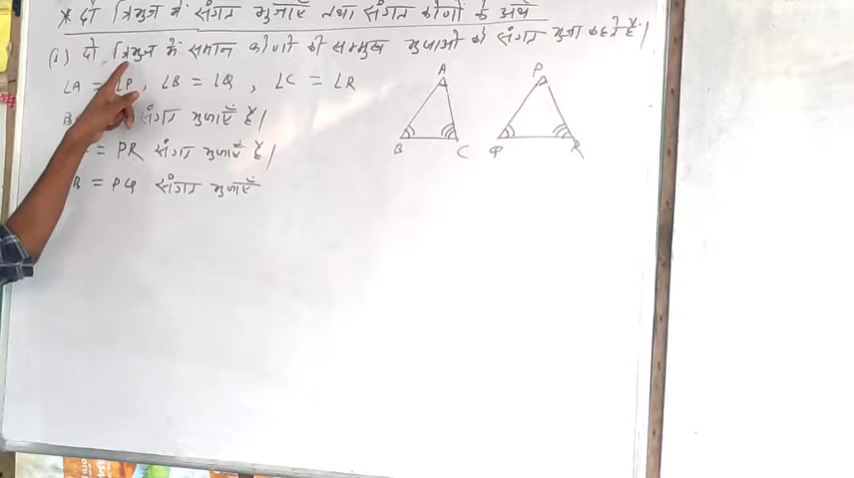 * दो त्रिभुज में संगत भुजाएँ तथा संगत कोणों के अर्थ
(i) दो त्रिभुज में समान कोणों की सम्मुख भुजाओं को संगत भुजा कहते हैं।
∠A = ∠P, ∠B = ∠Q, ∠C = ∠R
संगत भुजाएँ हैं।
= PR संगत भुजाएँ हैं।
B = PQ संगत भुजाएँ
A
B
C
P
Q
R